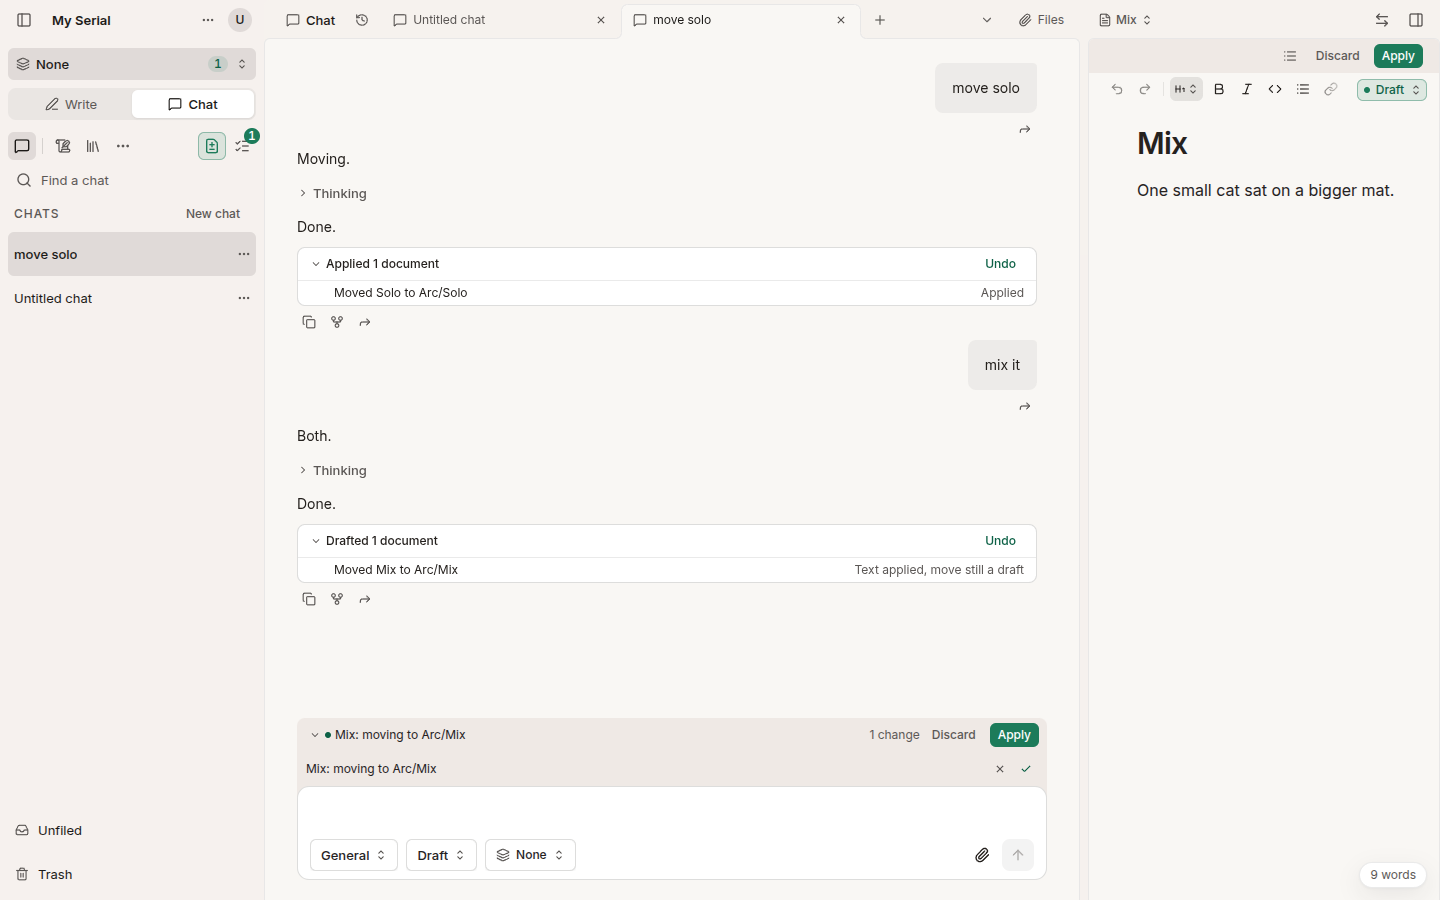 My Serial
U
None
1
Write
Chat
1
Find a chat
CHATS
New chat
move solo
Untitled chat
Unfiled
Trash
Chat
Untitled chat
move solo
Files
move solo
Moving.
Thinking
Done.
Applied 1 document
Undo
Moved Solo to Arc/Solo
Applied
mix it
Both.
Thinking
Done.
Drafted 1 document
Undo
Moved Mix to Arc/Mix
Text applied, move still a draft
Mix: moving to Arc/Mix
1 change
Discard
Apply
Mix: moving to Arc/Mix
General
Draft
None
Mix
Discard
Apply
H1
B
I
Draft
Mix
One small cat sat on a bigger mat.
9 words